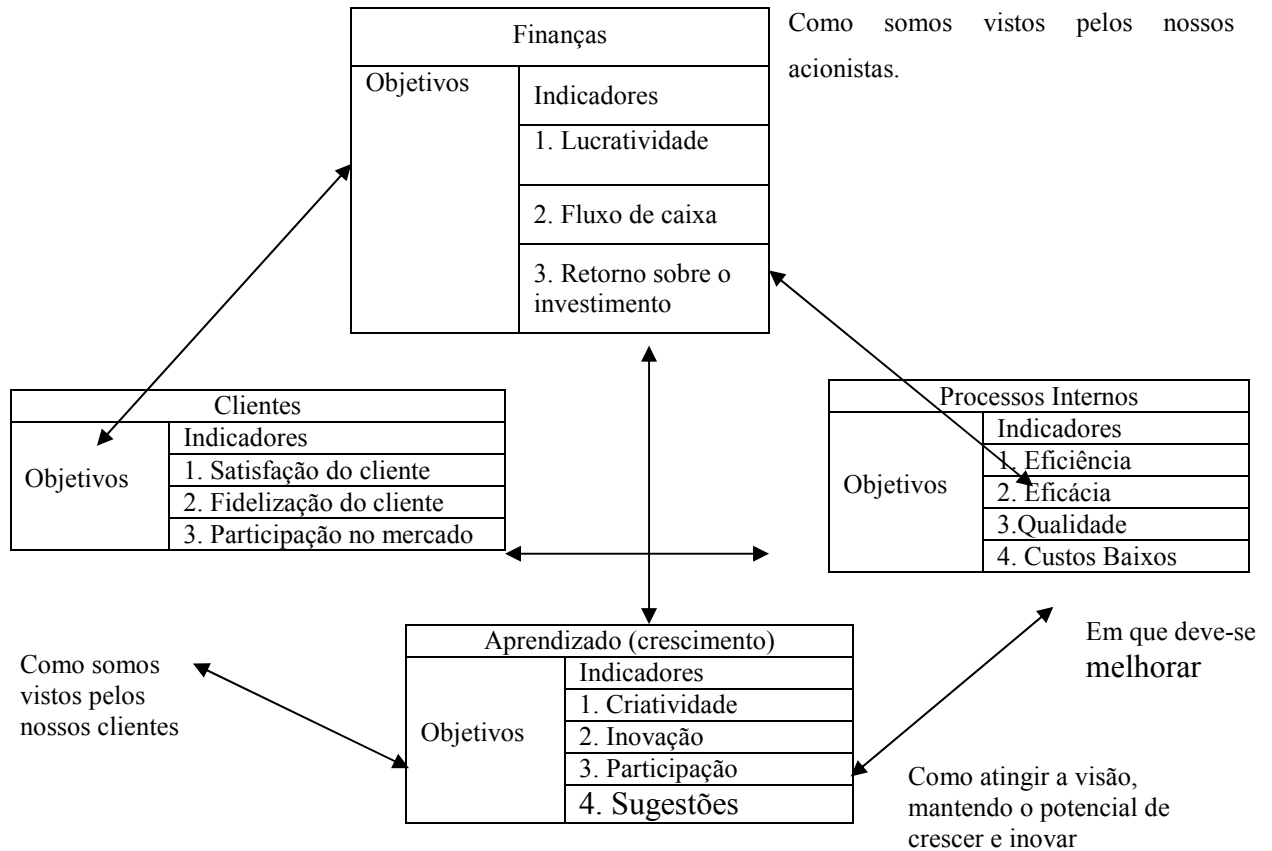 Finanças
Como somos vistos pelos nossos
acionistas.
Objetivos
Indicadores
1. Lucratividade
2. Fluxo de caixa
3. Retorno sobre o
investimento
Clientes
Objetivos
Indicadores
1. Satisfação do cliente
2. Fidelização do cliente
3. Participação no mercado
Processos Internos
Objetivos
Indicadores
1. Eficiência
2. Eficácia
3.Qualidade
4. Custos Baixos
Em que deve-se
melhorar
Como somos
vistos pelos
nossos clientes
Aprendizado (crescimento)
Objetivos
Indicadores
1. Criatividade
2. Inovação
3. Participação
4. Sugestões
Como atingir a visão,
mantendo o potencial de
crescer e inovar